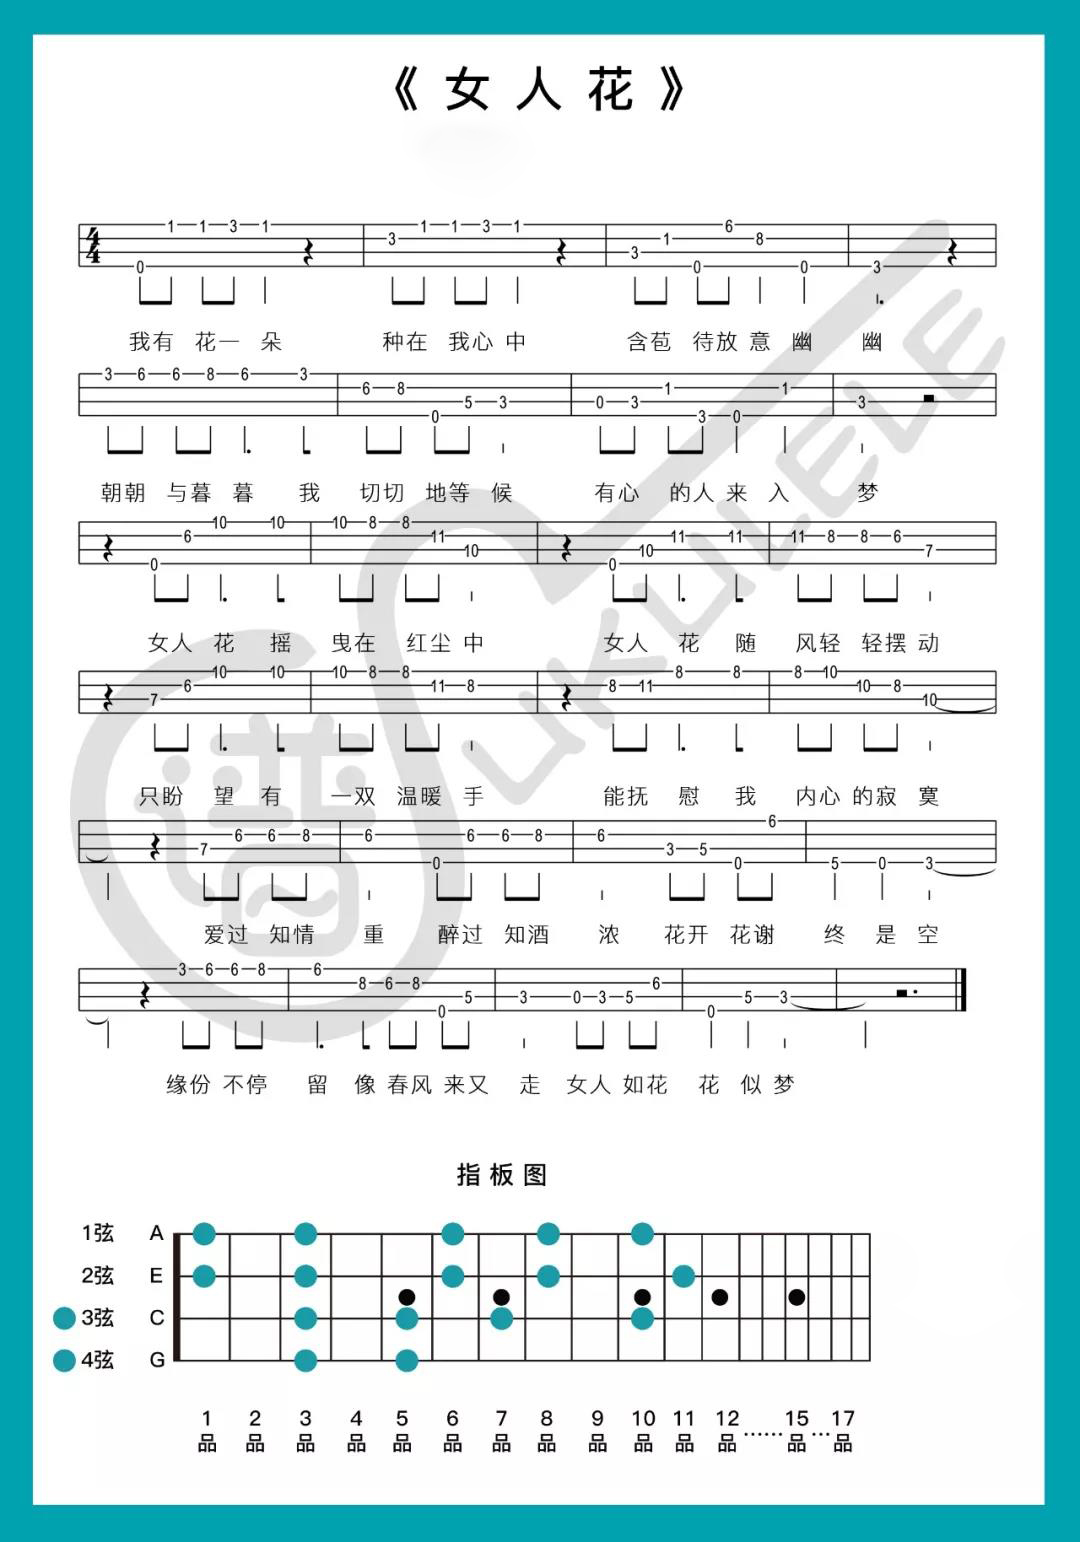 《女人花》
4
4
0 1 1 3 1 3 1 1 3 1 3 1 0 6 8 0 3
我有 花一 朵 种在 我心 中 含苞 待放 意 幽 幽
3 6 6 8 6 3 6 8 0 5 3 0 3 1 3 0 1 3
朝朝 与暮 暮 我 切切 地等 候 有心 的人 来 入 梦
0 6 10 10 10 8 8 11 10 0 10 11 11 11 8 8 6 7
女人 花 摇 曳在 红尘 中 女人 花 随 风轻 轻摆 动
7 6 10 10 10 8 8 11 8 8 11 8 8 8 10 10 8 10
只盼 望 有 一双 温暖 手 能抚 慰 我 内心 的寂 寞
7 6 6 8 6 0 6 6 8 6 3 5 0 6 5 0 3
爱过 知情 重 醉过 知酒 浓 花开 花谢 终 是 空
3 6 6 8 6 8 6 8 0 5 3 0 3 5 6 0 5 3
缘份 不停 留 像 春风 来又 走 女人 如花 花 似 梦
谱 UKULELE
指板图
1弦 A
2弦 E
3弦 C
4弦 G
1 2 3 4 5 6 7 8 9 10 11 12 15 17
品 品 品 品 品 品 品 品 品 品 品 品 …… 品 … 品